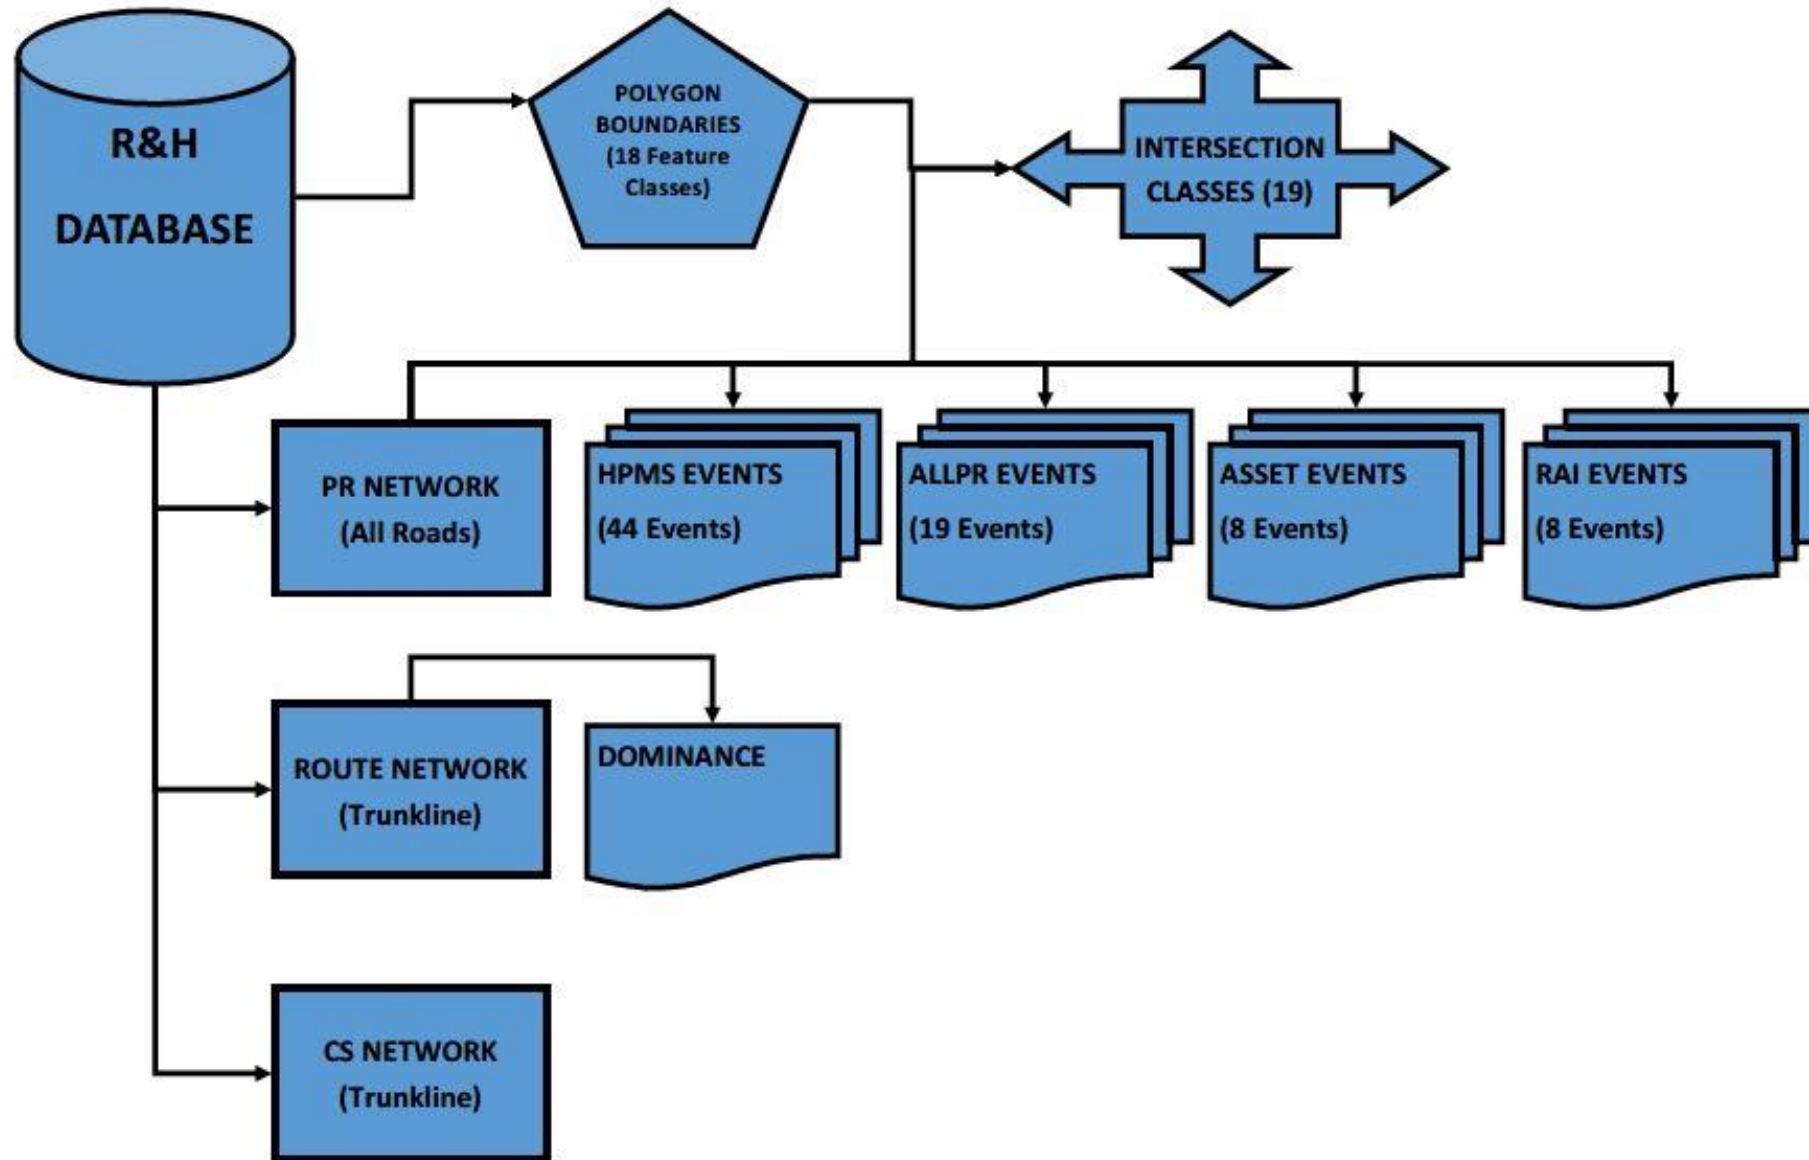 R&H
DATABASE
POLYGON
BOUNDARIES
(18 Feature
Classes)
INTERSECTION
CLASSES (19)
PR NETWORK
(All Roads)
HPMS EVENTS
(44 Events)
ALLPR EVENTS
(19 Events)
ASSET EVENTS
(8 Events)
RAI EVENTS
(8 Events)
ROUTE NETWORK
(Trunkline)
DOMINANCE
CS NETWORK
(Trunkline)